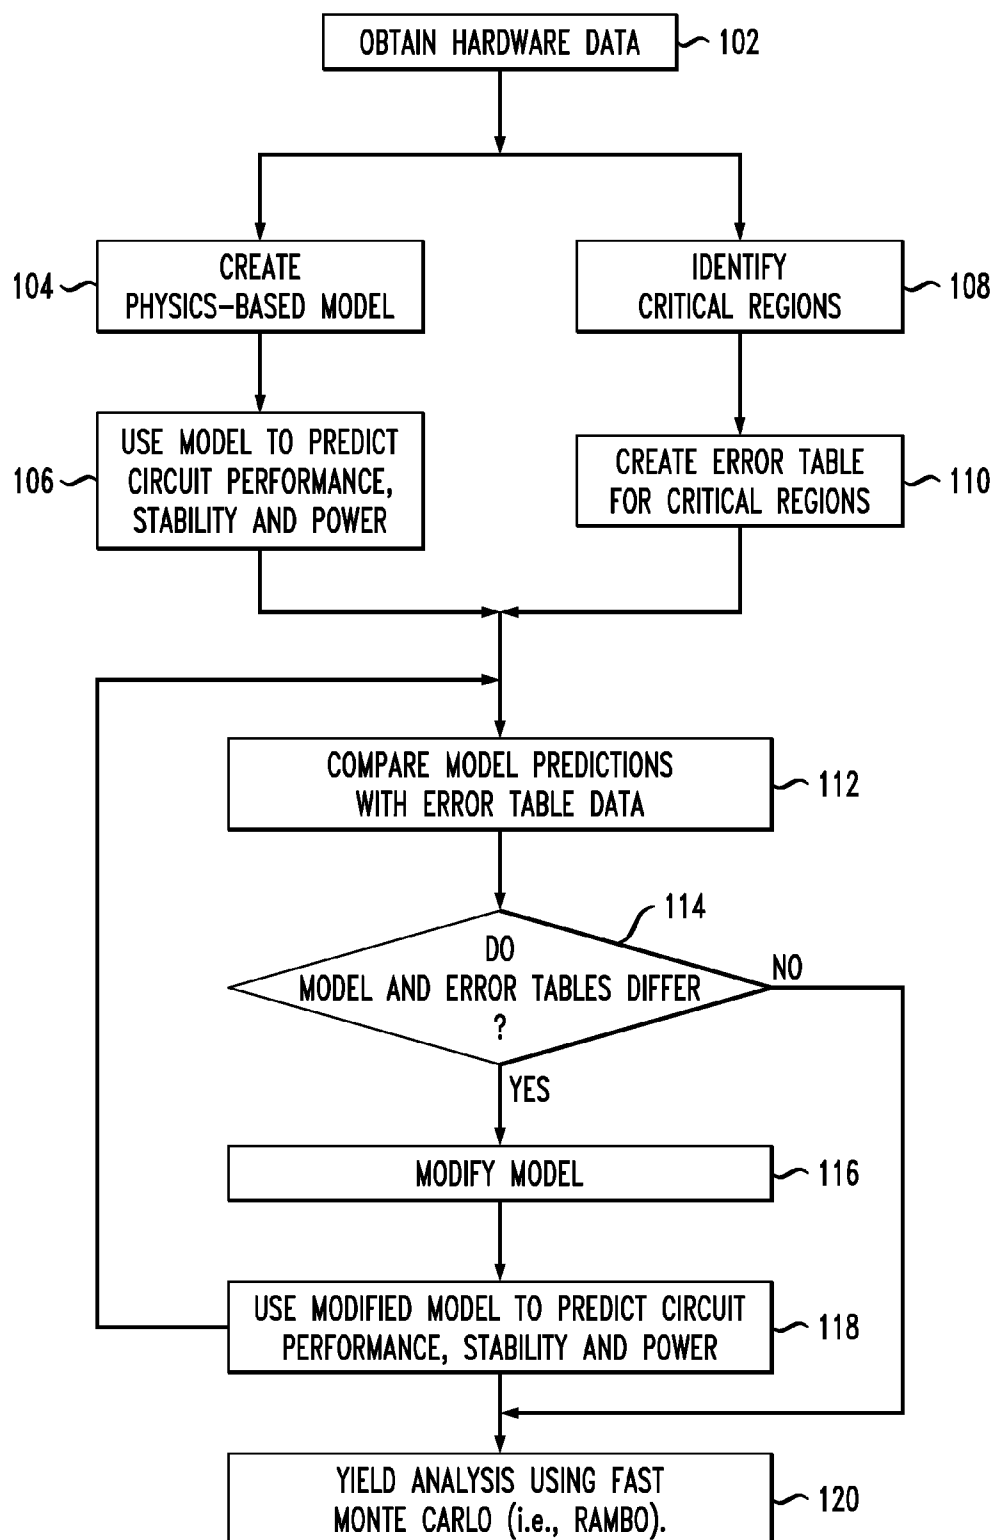 OBTAIN HARDWARE DATA
102
CREATE
PHYSICS-BASED MODEL
104
IDENTIFY
CRITICAL REGIONS
108
USE MODEL TO PREDICT
CIRCUIT PERFORMANCE,
STABILITY AND POWER
106
CREATE ERROR TABLE
FOR CRITICAL REGIONS
110
COMPARE MODEL PREDICTIONS
WITH ERROR TABLE DATA
112
114
DO
MODEL AND ERROR TABLES DIFFER
?
NO
YES
MODIFY MODEL
116
USE MODIFIED MODEL TO PREDICT CIRCUIT
PERFORMANCE, STABILITY AND POWER
118
YIELD ANALYSIS USING FAST
MONTE CARLO (i.e., RAMBO).
120